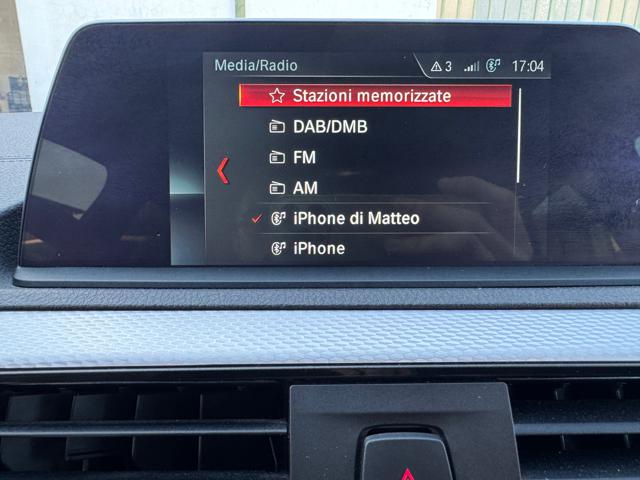 Media/Radio 3 17:04
Stazioni memorizzate
DAB/DMB
FM
AM
iPhone di Matteo
iPhone